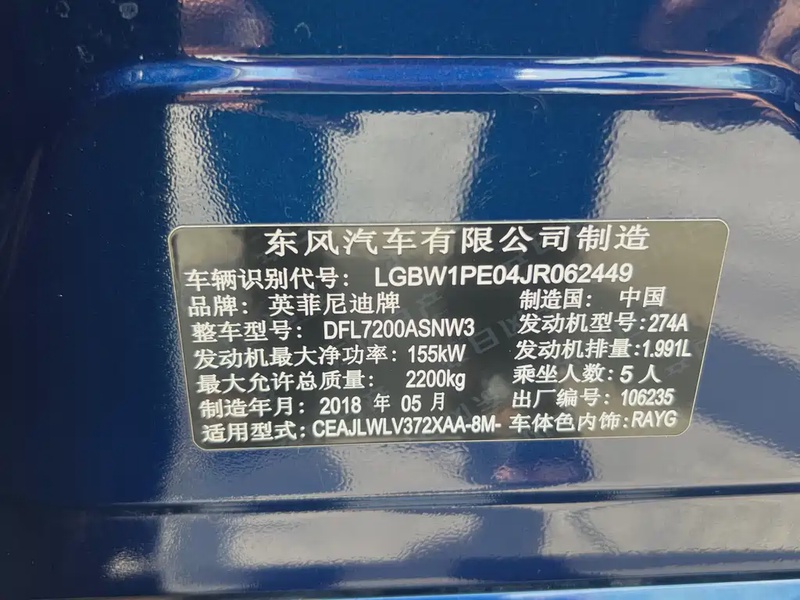 东风汽车有限公司制造
车辆识别代号: LGBW1PE04JR062449
品牌: 英菲尼迪牌 制造国: 中国
整车型号: DFL7200ASNW3 发动机型号: 274A
发动机最大净功率: 155kW 发动机排量: 1.991L
最大允许总质量: 2200kg 乘坐人数: 5 人
制造年月: 2018 年 05 月 出厂编号: 106235
适用型式: CEAJLWLV372XAA-8M- 车体色内饰: RAYG